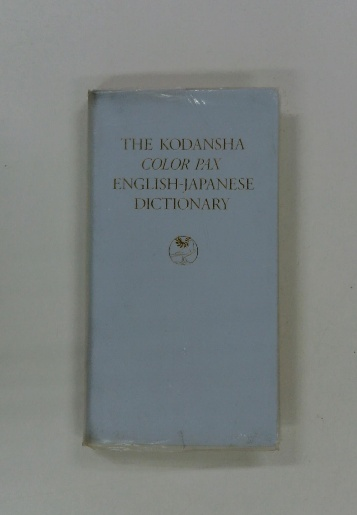 THE KODANSHA
COLOR PAX
ENGLISH-JAPANESE
DICTIONARY